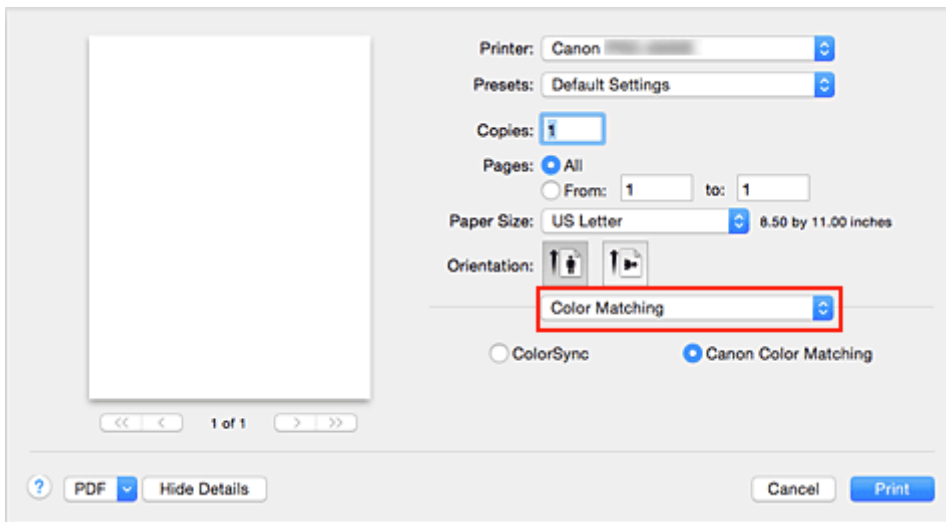 Printer: Canon
Presets: Default Settings
Copies: 1
Pages: All
From: 1 to: 1
Paper Size: US Letter 8.50 by 11.00 inches
Orientation:
Color Matching
ColorSync Canon Color Matching
<< < 1 of 1 > >>
? PDF Hide Details Cancel Print